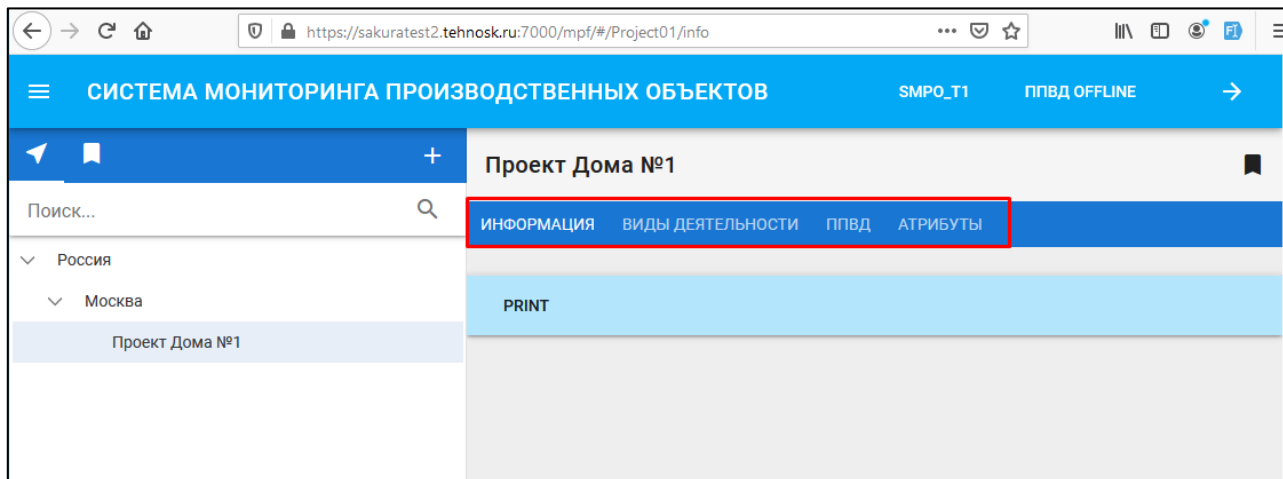 https://sakuratest2.tehnosk.ru:7000/mpf/#/Project01/info
СИСТЕМА МОНИТОРИНГА ПРОИЗВОДСТВЕННЫХ ОБЪЕКТОВ SMPO_T1 ППВД OFFLINE
Проект Дома №1
Поиск...
ИНФОРМАЦИЯ ВИДЫ ДЕЯТЕЛЬНОСТИ ППВД АТРИБУТЫ
Россия
Москва
PRINT
Проект Дома №1